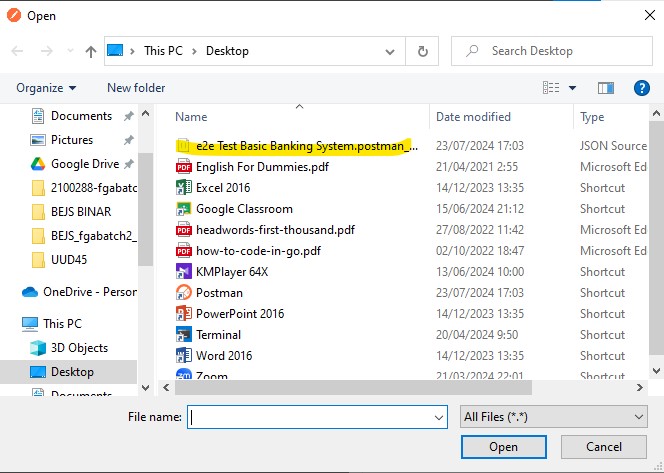 Open
This PC > Desktop
Search Desktop
Organize
New folder
Name Date modified Type
Documents
Pictures
Google Drive
2100288-fgabatch
BEJS BINAR
BEJS_fgabatch2_
UUD45
OneDrive - Person
This PC
3D Objects
Desktop
Documents
e2e Test Basic Banking System.postman_... 23/07/2024 17:03 JSON Source
English For Dummies.pdf 21/04/2021 2:55 Microsoft Ed
Excel 2016 14/12/2023 13:35 Shortcut
Google Classroom 15/06/2024 21:12 Shortcut
headwords-first-thousand.pdf 27/08/2022 11:42 Microsoft Ed
how-to-code-in-go.pdf 02/10/2022 18:47 Microsoft Ed
KMPlayer 64X 13/06/2024 10:00 Shortcut
Postman 23/07/2024 17:03 Shortcut
PowerPoint 2016 14/12/2023 13:35 Shortcut
Terminal 20/04/2024 9:50 Shortcut
Word 2016 14/12/2023 13:35 Shortcut
Zoom 21/03/2024 22:01 Shortcut
File name:
All Files (*.*)
Open
Cancel